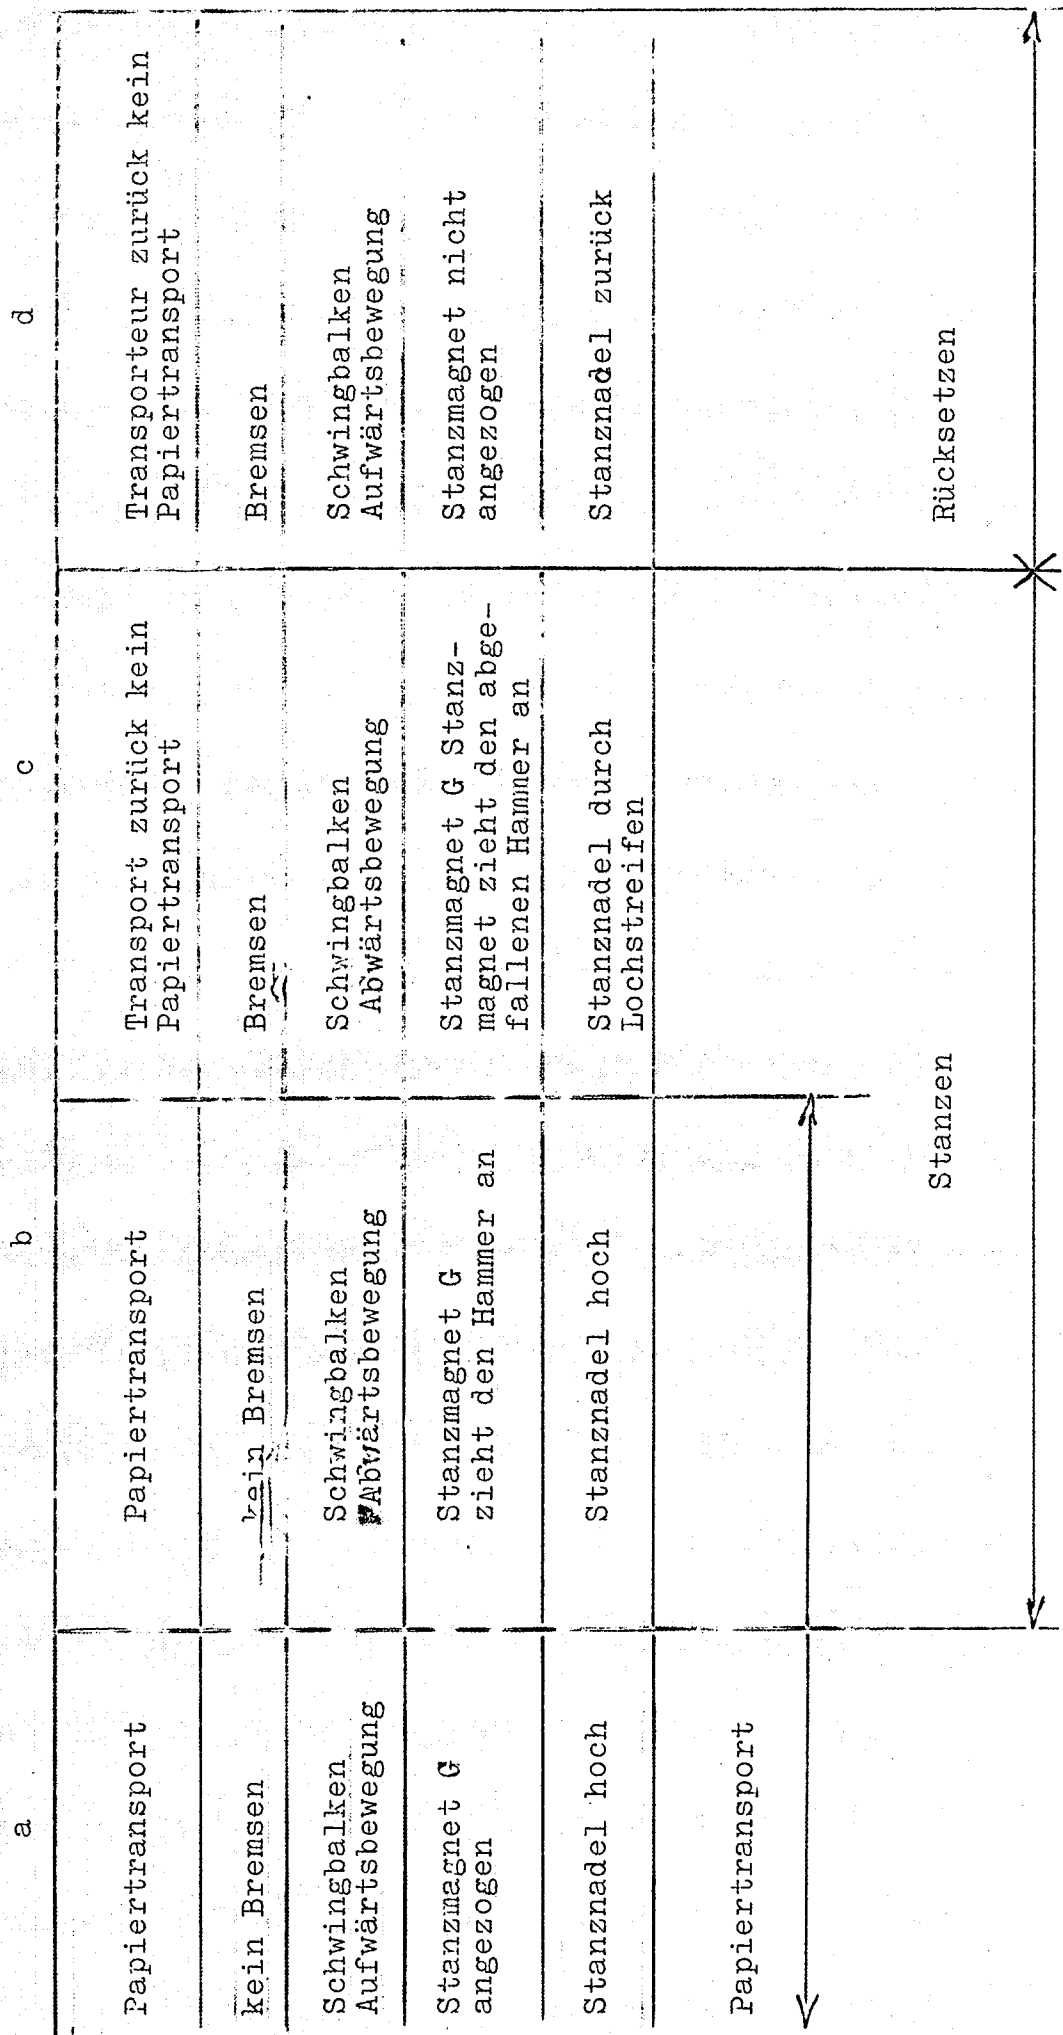 a
b
c
d
Papiertransport
Papiertransport
Transport zurück kein
Papiertransport
Transporteur zurück kein
Papiertransport
kein Bremsen
kein Bremsen
Bremsen
Bremsen
Schwingbalken
Aufwärtsbewegung
Schwingbalken
Abwärtsbewegung
Schwingbalken
Abwärtsbewegung
Schwingbalken
Aufwärtsbewegung
Stanzmagnet G
angezogen
Stanzmagnet G
zieht den Hammer an
Stanzmagnet G Stanz-
magnet zieht den abge-
fallenen Hammer an
Stanzmagnet nicht
angezogen
Stanznadel hoch
Stanznadel hoch
Stanznadel durch
Lochstreifen
Stanznadel zurück
Papiertransport
Stanzen
Rücksetzen